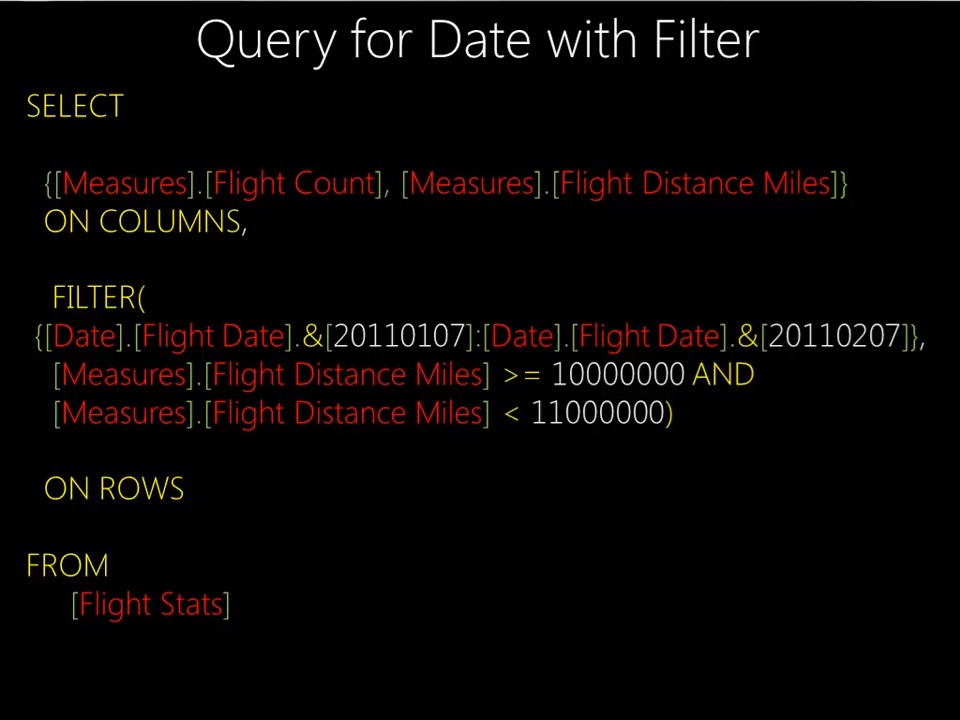 Query for Date with Filter
SELECT
{[Measures].[Flight Count], [Measures].[Flight Distance Miles]}
ON COLUMNS,
FILTER(
{[Date].[Flight Date].&[20110107]:[Date].[Flight Date].&[20110207]},
[Measures].[Flight Distance Miles] >= 10000000 AND
[Measures].[Flight Distance Miles] < 11000000)
ON ROWS
FROM
[Flight Stats]